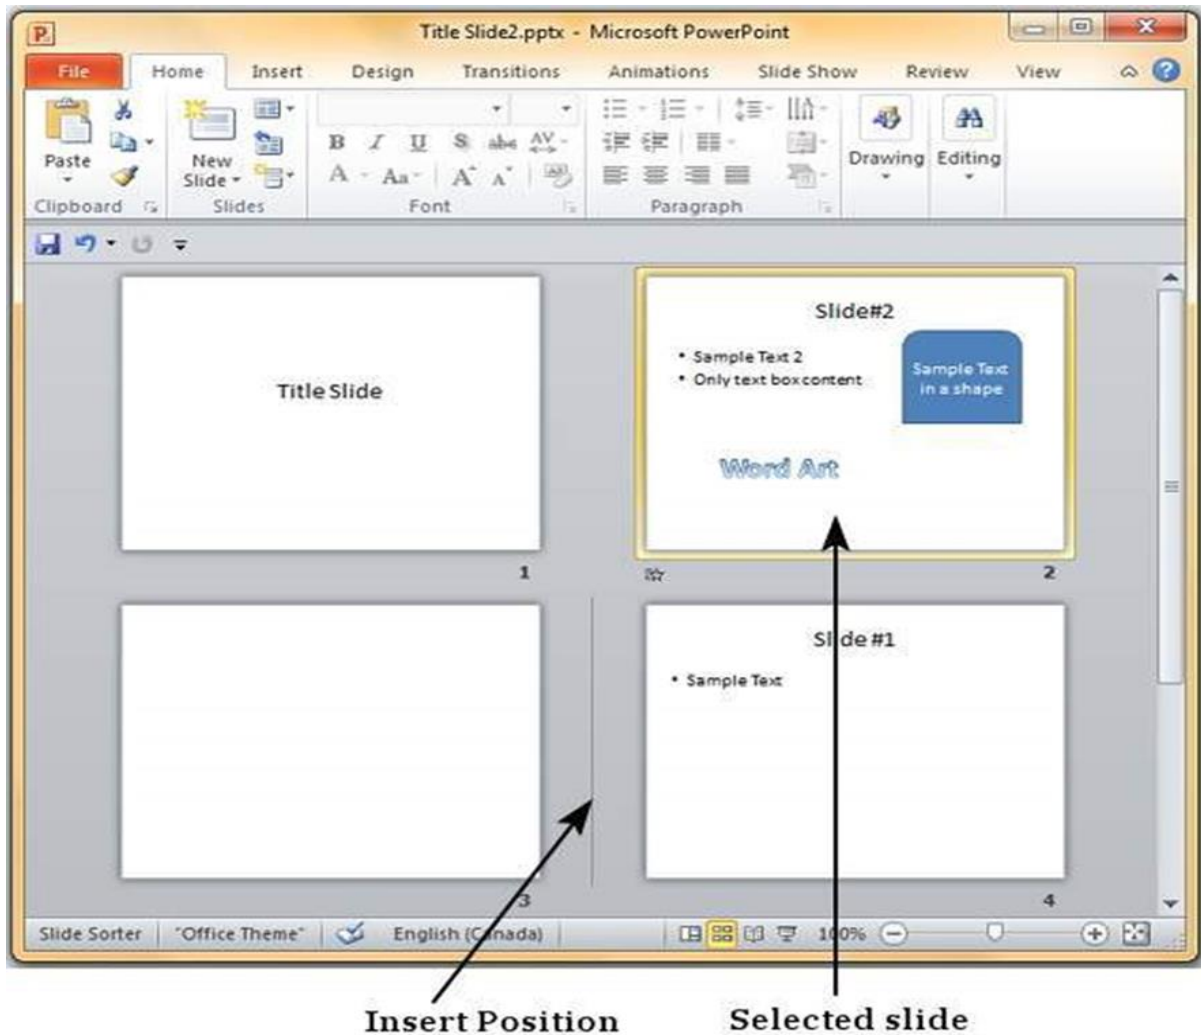 Title Slide2.pptx - Microsoft PowerPoint
File Home Insert Design Transitions Animations Slide Show Review View
Paste
New Slide
B I U S abc AV
A Aa A A
Drawing Editing
Clipboard Slides Font Paragraph
Title Slide
1
Slide#2
• Sample Text 2
• Only text box content
Sample Text
in a shape
Word Art
2
3
Slide #1
• Sample Text
4
Slide Sorter "Office Theme" English (Canada) 100%
Insert Position Selected slide